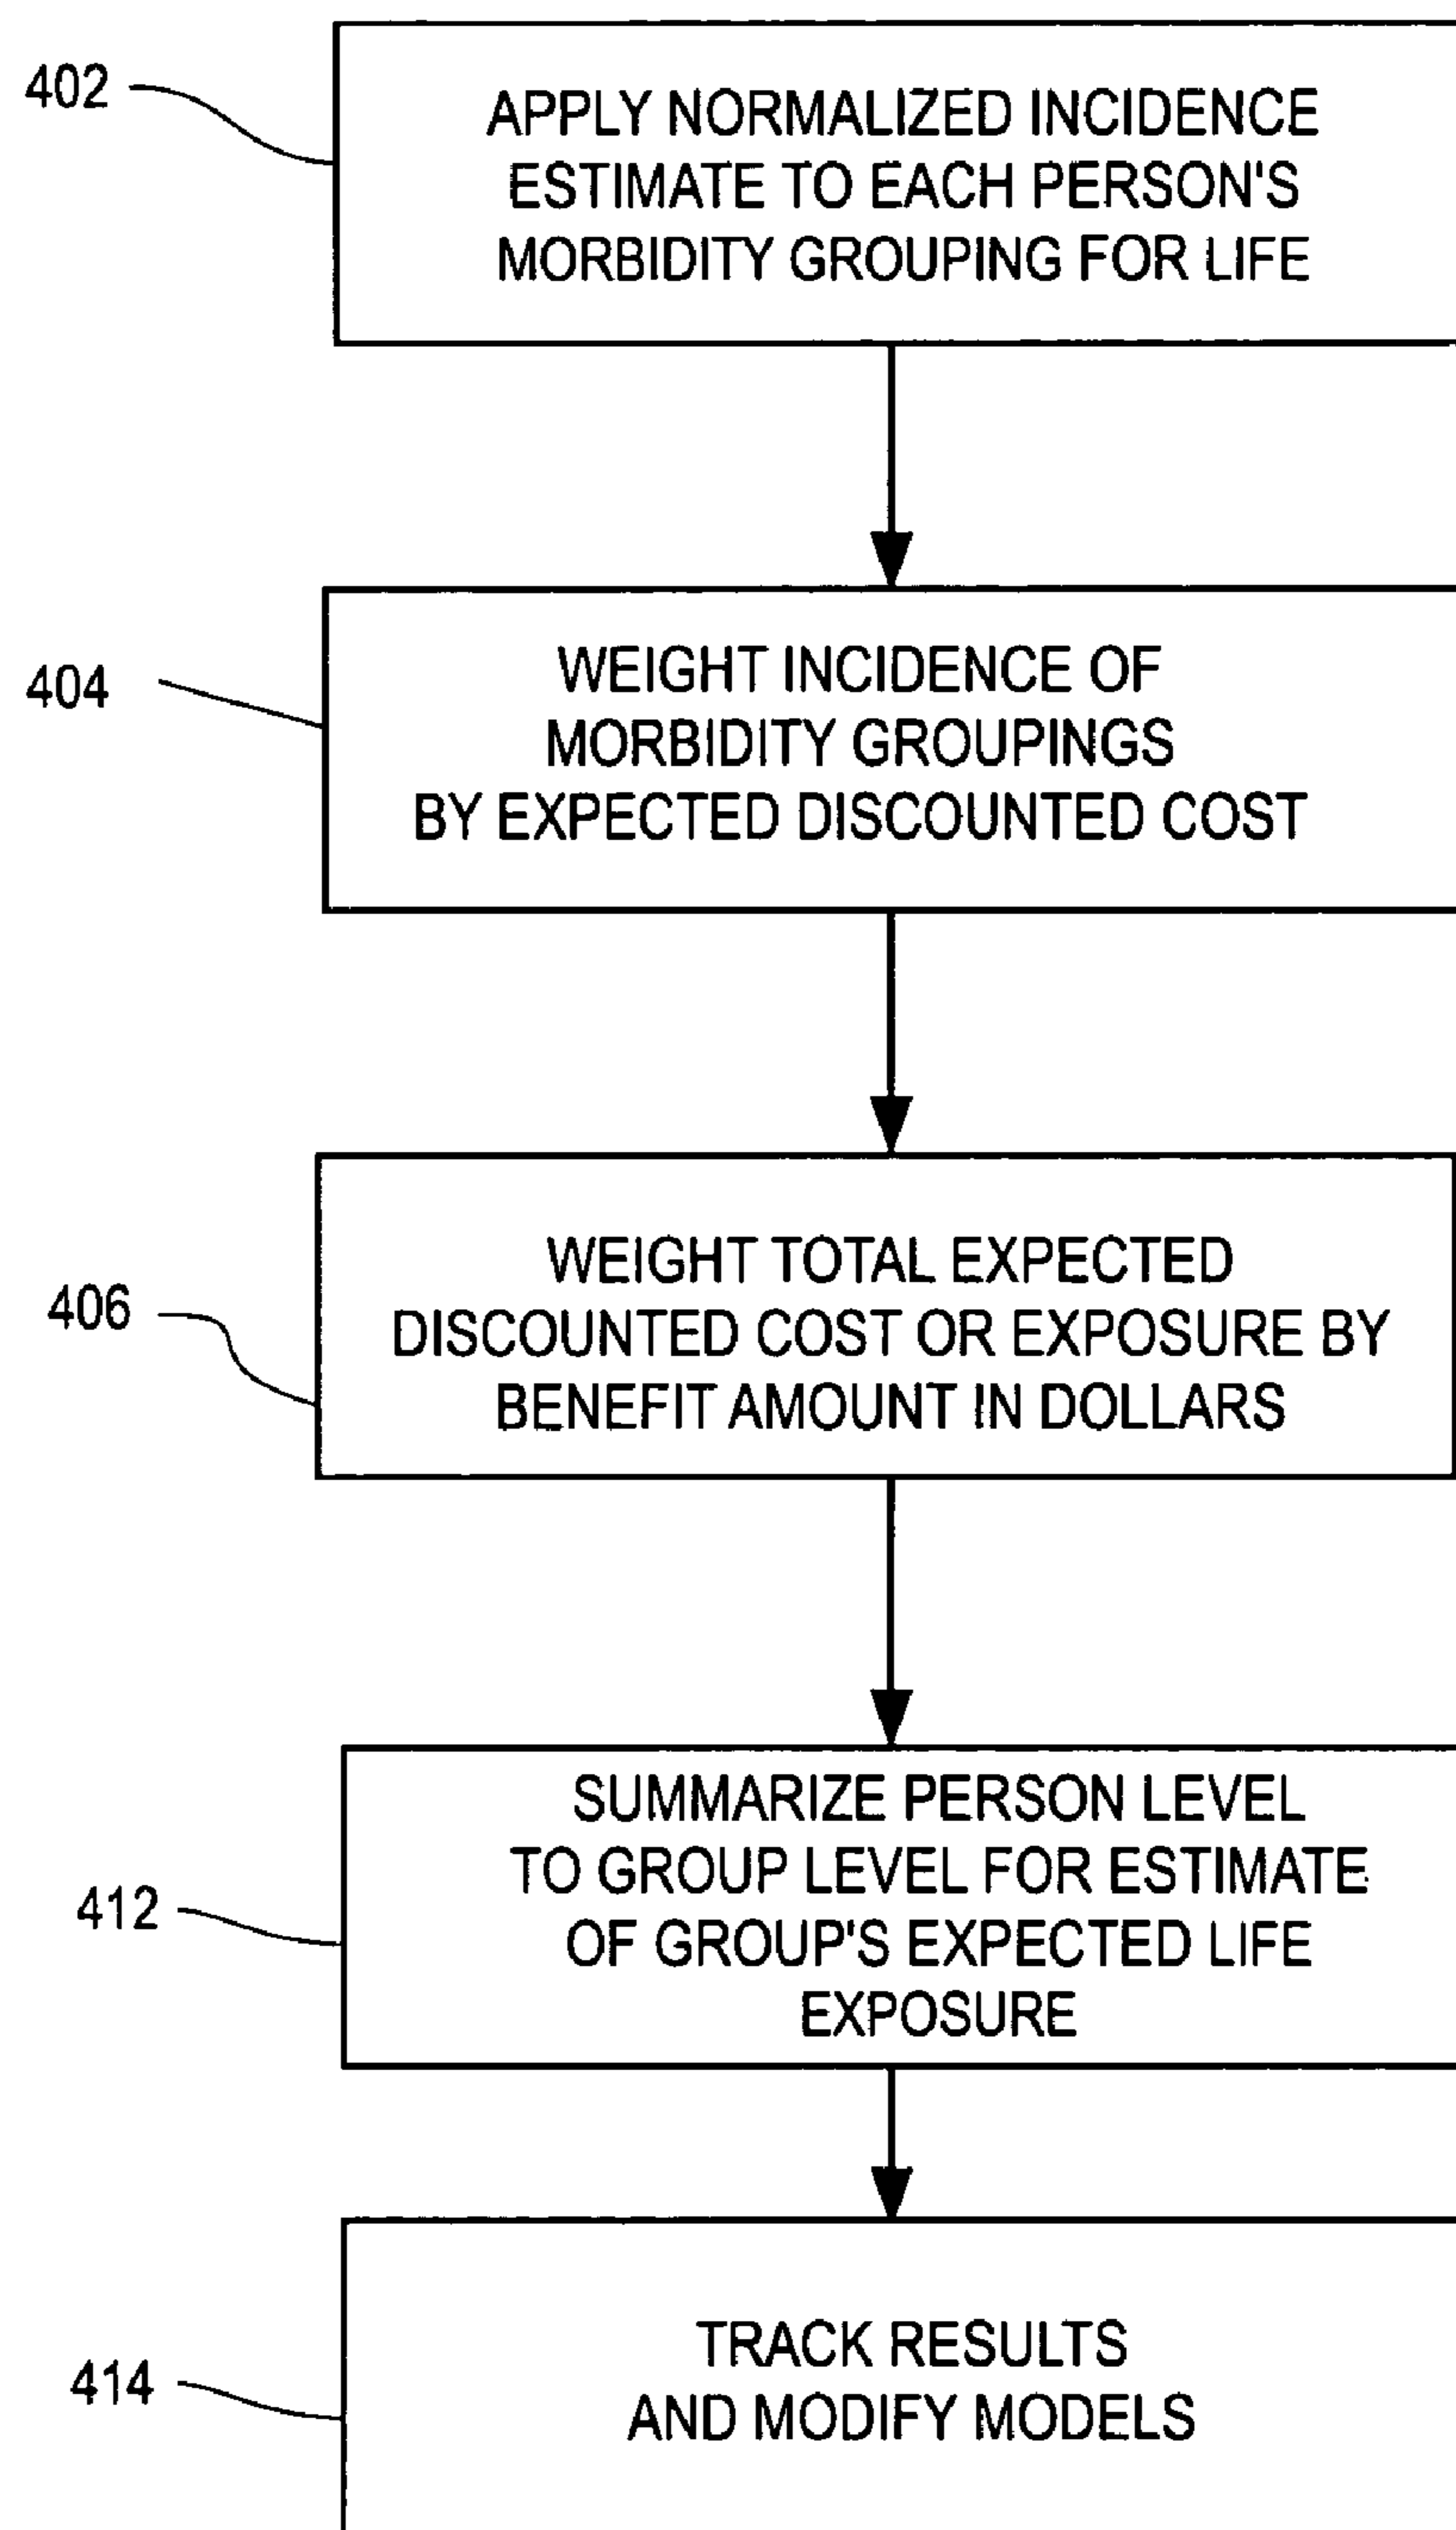 402
APPLY NORMALIZED INCIDENCE
ESTIMATE TO EACH PERSON'S
MORBIDITY GROUPING FOR LIFE
404
WEIGHT INCIDENCE OF
MORBIDITY GROUPINGS
BY EXPECTED DISCOUNTED COST
406
WEIGHT TOTAL EXPECTED
DISCOUNTED COST OR EXPOSURE BY
BENEFIT AMOUNT IN DOLLARS
412
SUMMARIZE PERSON LEVEL
TO GROUP LEVEL FOR ESTIMATE
OF GROUP'S EXPECTED LIFE
EXPOSURE
414
TRACK RESULTS
AND MODIFY MODELS